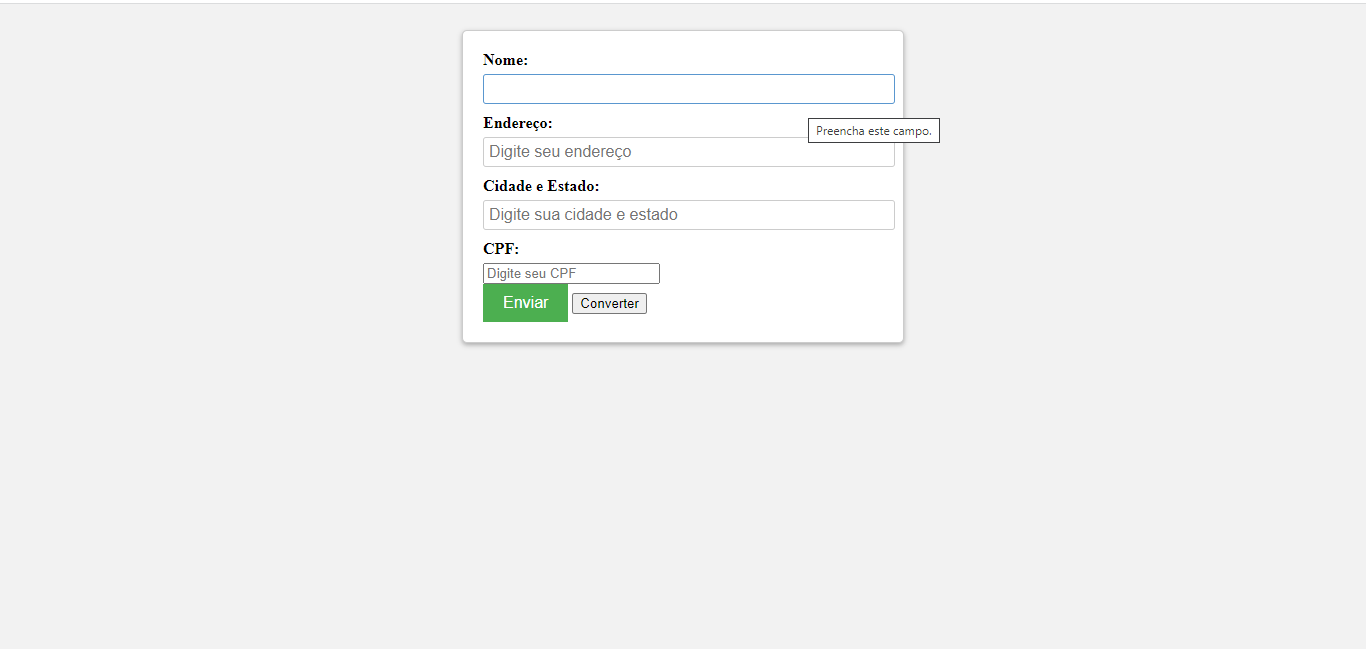 Nome:
Endereço:
Preencha este campo.
Digite seu endereço
Cidade e Estado:
Digite sua cidade e estado
CPF:
Digite seu CPF
Enviar Converter